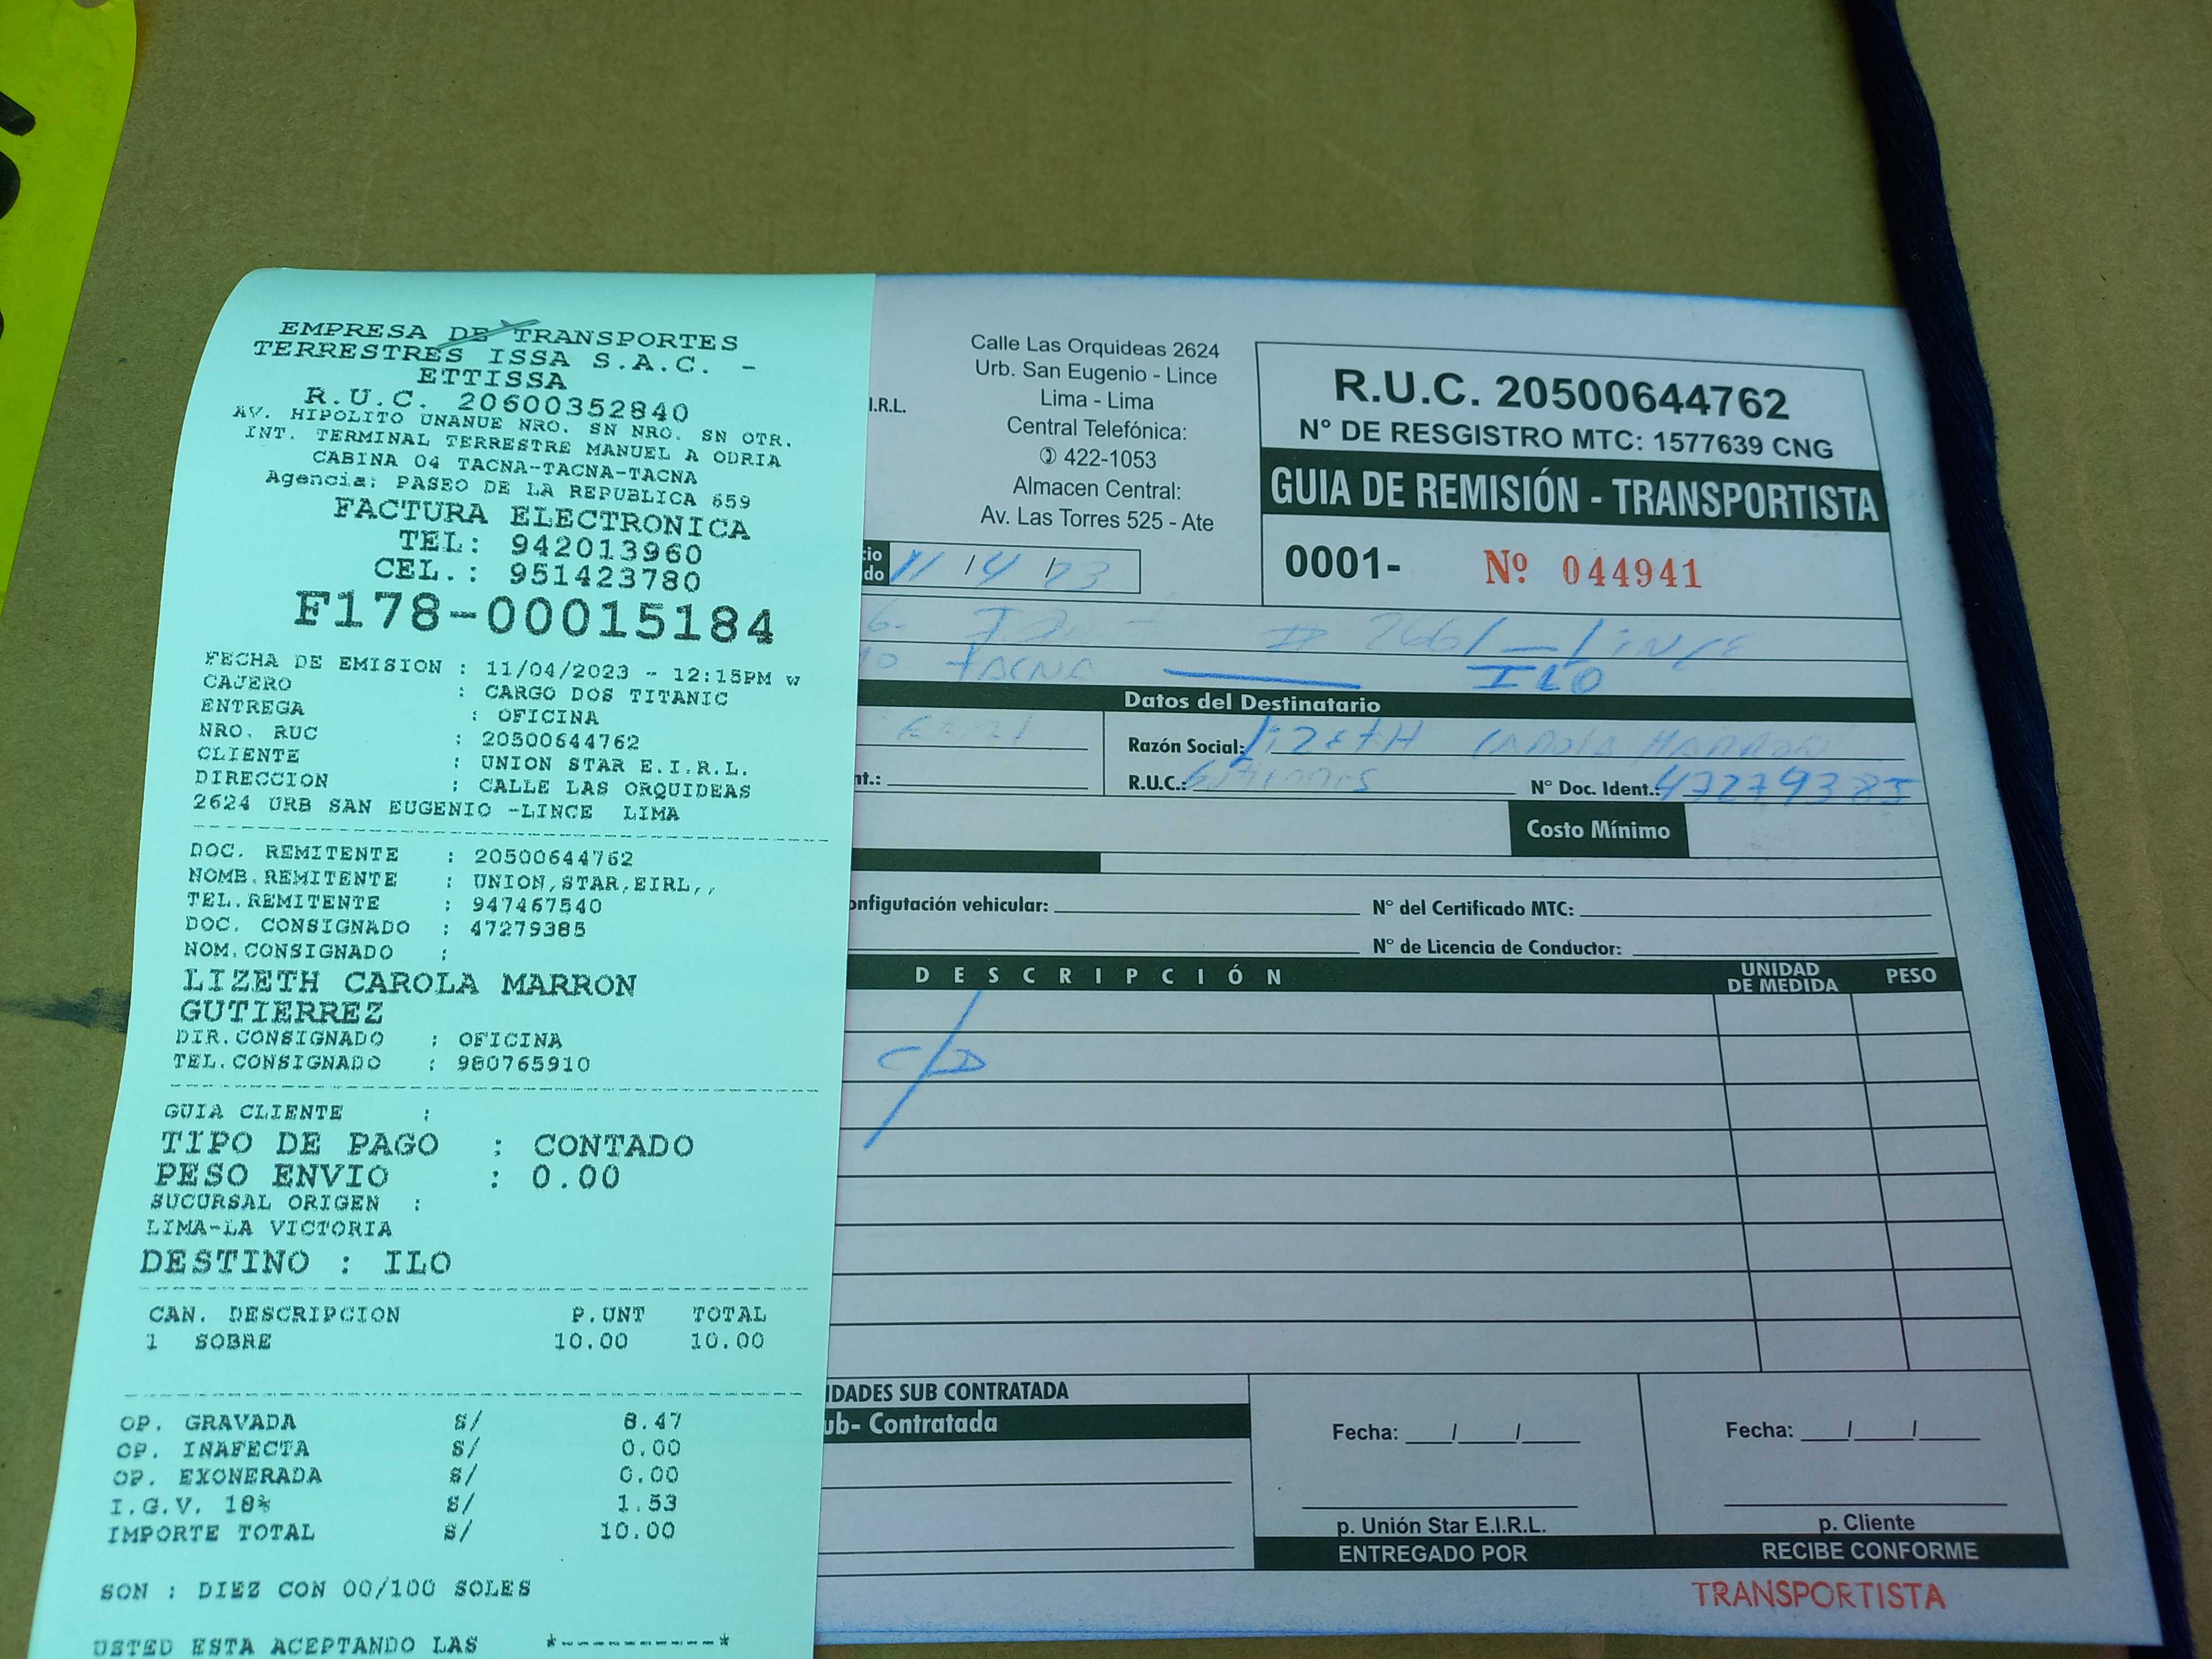 EMPRESA DE TRANSPORTES
TERRESTRES ISSA S.A.C. -
ETTISSA
R.U.C. 20600352840
AV. HIPOLITO UNANUE NRO. SN NRO. SN OTR.
INT. TERMINAL TERRESTRE MANUEL A ODRIA
CABINA 04 TACNA-TACNA-TACNA
Agencia: PASEO DE LA REPUBLICA 659
FACTURA ELECTRONICA
TEL: 942013960
CEL.: 951423780
F178-00015184
FECHA DE EMISION : 11/04/2023 - 12:15PM w
CAJERO : CARGO DOS TITANIC
ENTREGA : OFICINA
NRO. RUC : 20500644762
CLIENTE : UNION STAR E.I.R.L.
DIRECCION : CALLE LAS ORQUIDEAS
2624 URB SAN EUGENIO -LINCE LIMA
DOC. REMITENTE : 20500644762
NOMB.REMITENTE : UNION,STAR,EIRL,,
TEL.REMITENTE : 947467540
DOC. CONSIGNADO : 47279385
NOM.CONSIGNADO :
LIZETH CAROLA MARRON
GUTIERREZ
DIR.CONSIGNADO : OFICINA
TEL.CONSIGNADO : 980765910
GUIA CLIENTE :
TIPO DE PAGO : CONTADO
PESO ENVIO : 0.00
SUCURSAL ORIGEN :
LIMA-LA VICTORIA
DESTINO : ILO
CAN. DESCRIPCION P.UNT TOTAL
1 SOBRE 10.00 10.00
OP. GRAVADA S/ 8.47
OP. INAFECTA S/ 0.00
OP. EXONERADA S/ 0.00
I.G.V. 18% S/ 1.53
IMPORTE TOTAL S/ 10.00
SON : DIEZ CON 00/100 SOLES
USTED ESTA ACEPTANDO LAS *----------*
I.R.L.
Calle Las Orquideas 2624
Urb. San Eugenio - Lince
Lima - Lima
Central Telefónica:
422-1053
Almacen Central:
Av. Las Torres 525 - Ate
R.U.C. 20500644762
N° DE RESGISTRO MTC: 1577639 CNG
GUIA DE REMISIÓN - TRANSPORTISTA
0001- Nº 044941
cio
do 11/4/23
2661 - Lince
TACNA ILO
Datos del Destinatario
Razón Social: Lizeth Carola Marron
nt.: R.U.C.: N° Doc. Ident.: 47279385
Costo Mínimo
onfigutación vehicular: N° del Certificado MTC:
N° de Licencia de Conductor:
DESCRIPCIÓN UNIDAD DE MEDIDA PESO
C/D
IDADES SUB CONTRATADA
ub- Contratada
Fecha: / /
p. Unión Star E.I.R.L.
ENTREGADO POR
Fecha: / /
p. Cliente
RECIBE CONFORME
TRANSPORTISTA